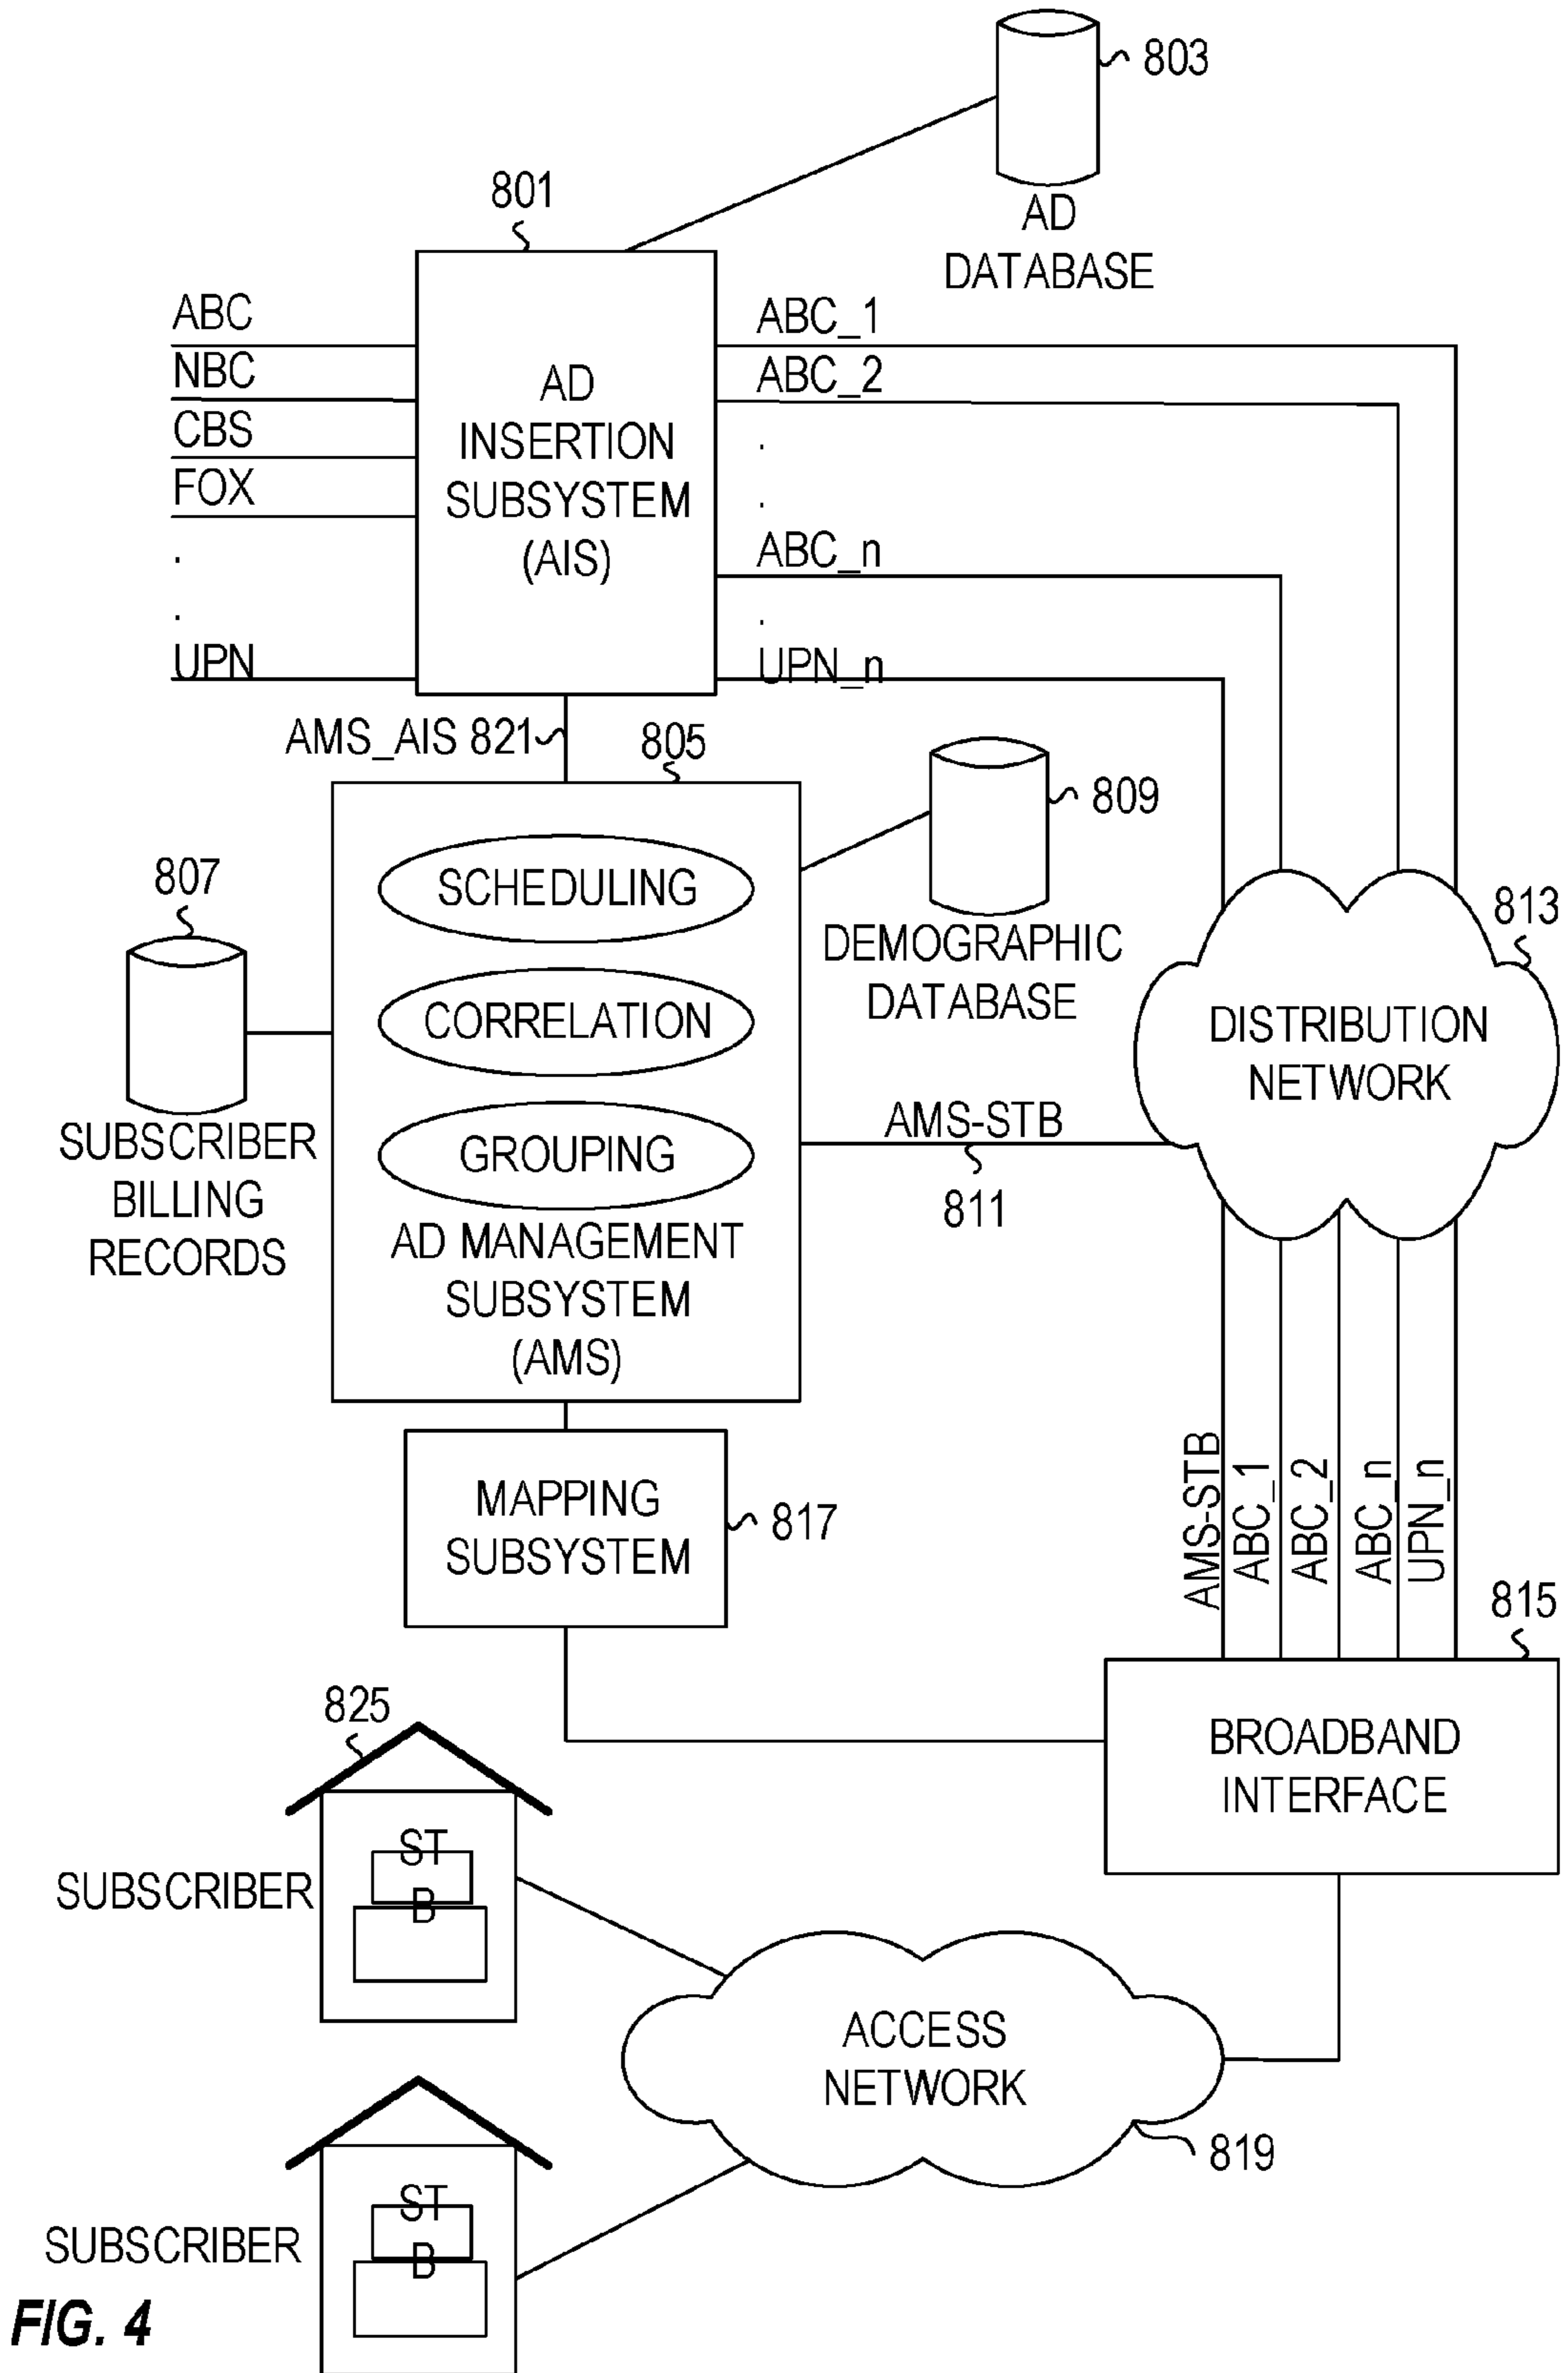 803
AD
DATABASE
801
ABC
NBC
CBS
FOX
.
.
UPN
AD
INSERTION
SUBSYSTEM
(AIS)
ABC_1
ABC_2
.
.
ABC_n
.
UPN_n
AMS_AIS 821
805
809
DEMOGRAPHIC
DATABASE
807
SUBSCRIBER
BILLING
RECORDS
SCHEDULING
CORRELATION
GROUPING
AD MANAGEMENT
SUBSYSTEM
(AMS)
AMS-STB
811
813
DISTRIBUTION
NETWORK
MAPPING
SUBSYSTEM
817
AMS-STB
ABC_1
ABC_2
ABC_n
UPN_n
815
BROADBAND
INTERFACE
825
ST
B
SUBSCRIBER
ACCESS
NETWORK
819
ST
B
SUBSCRIBER
FIG. 4